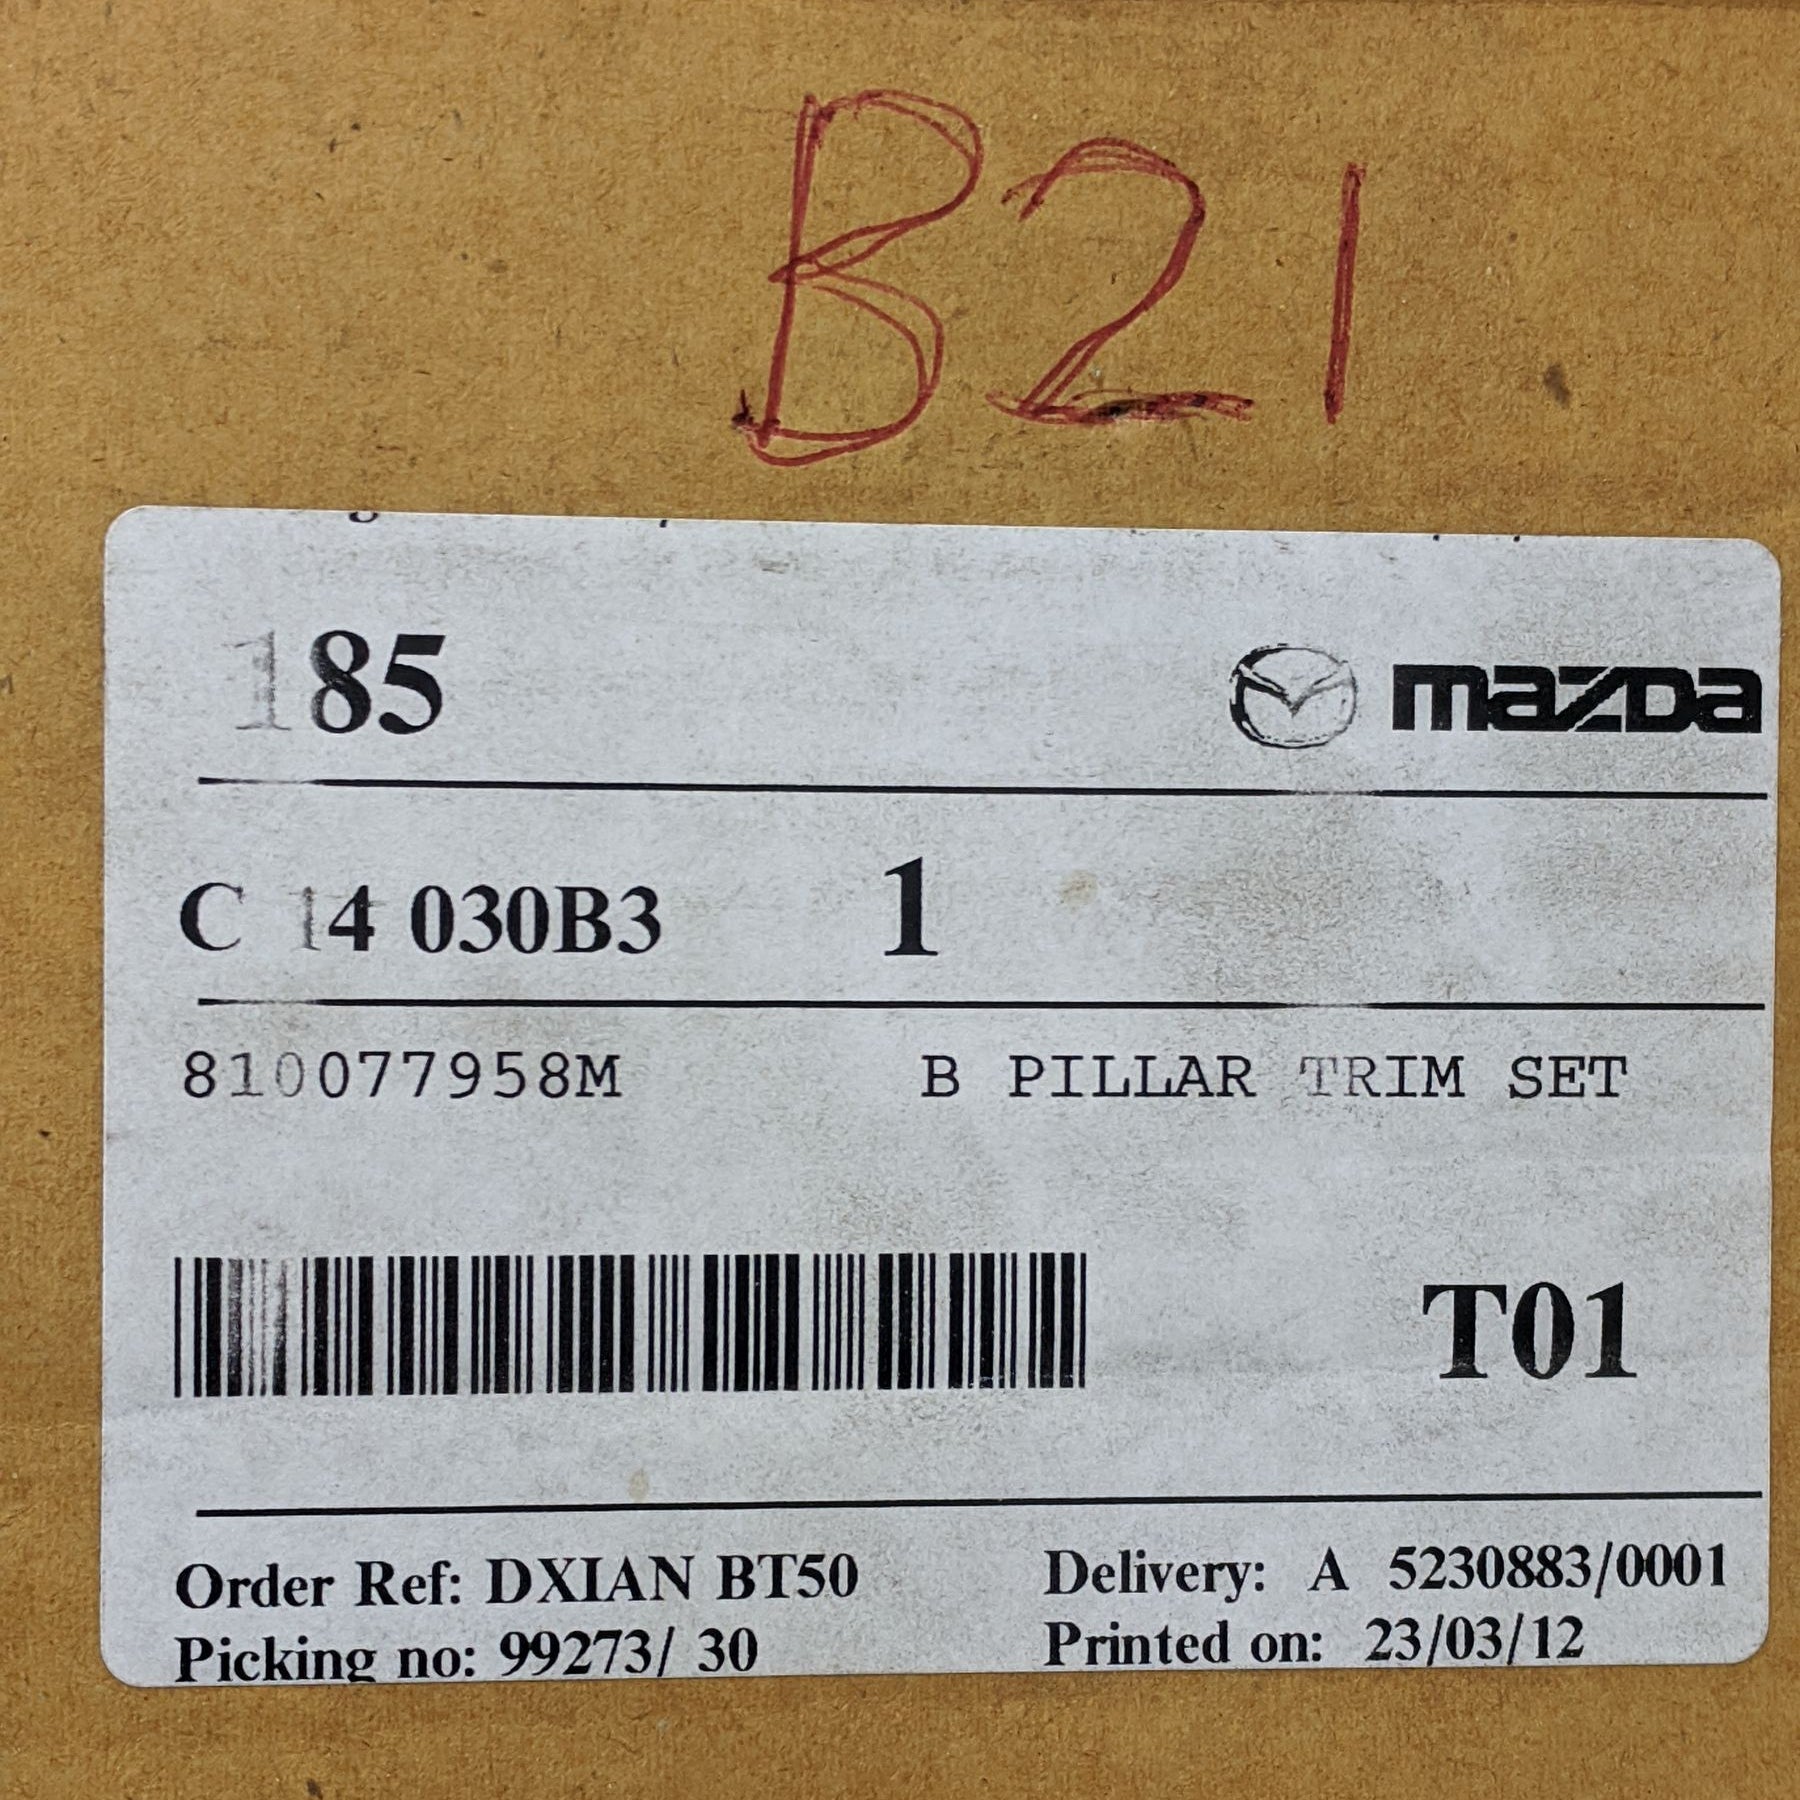 B21
185 mazda
C 14 030B3 1
810077958M B PILLAR TRIM SET
T01
Order Ref: DXIAN BT50 Delivery: A 5230883/0001
Picking no: 99273/ 30 Printed on: 23/03/12